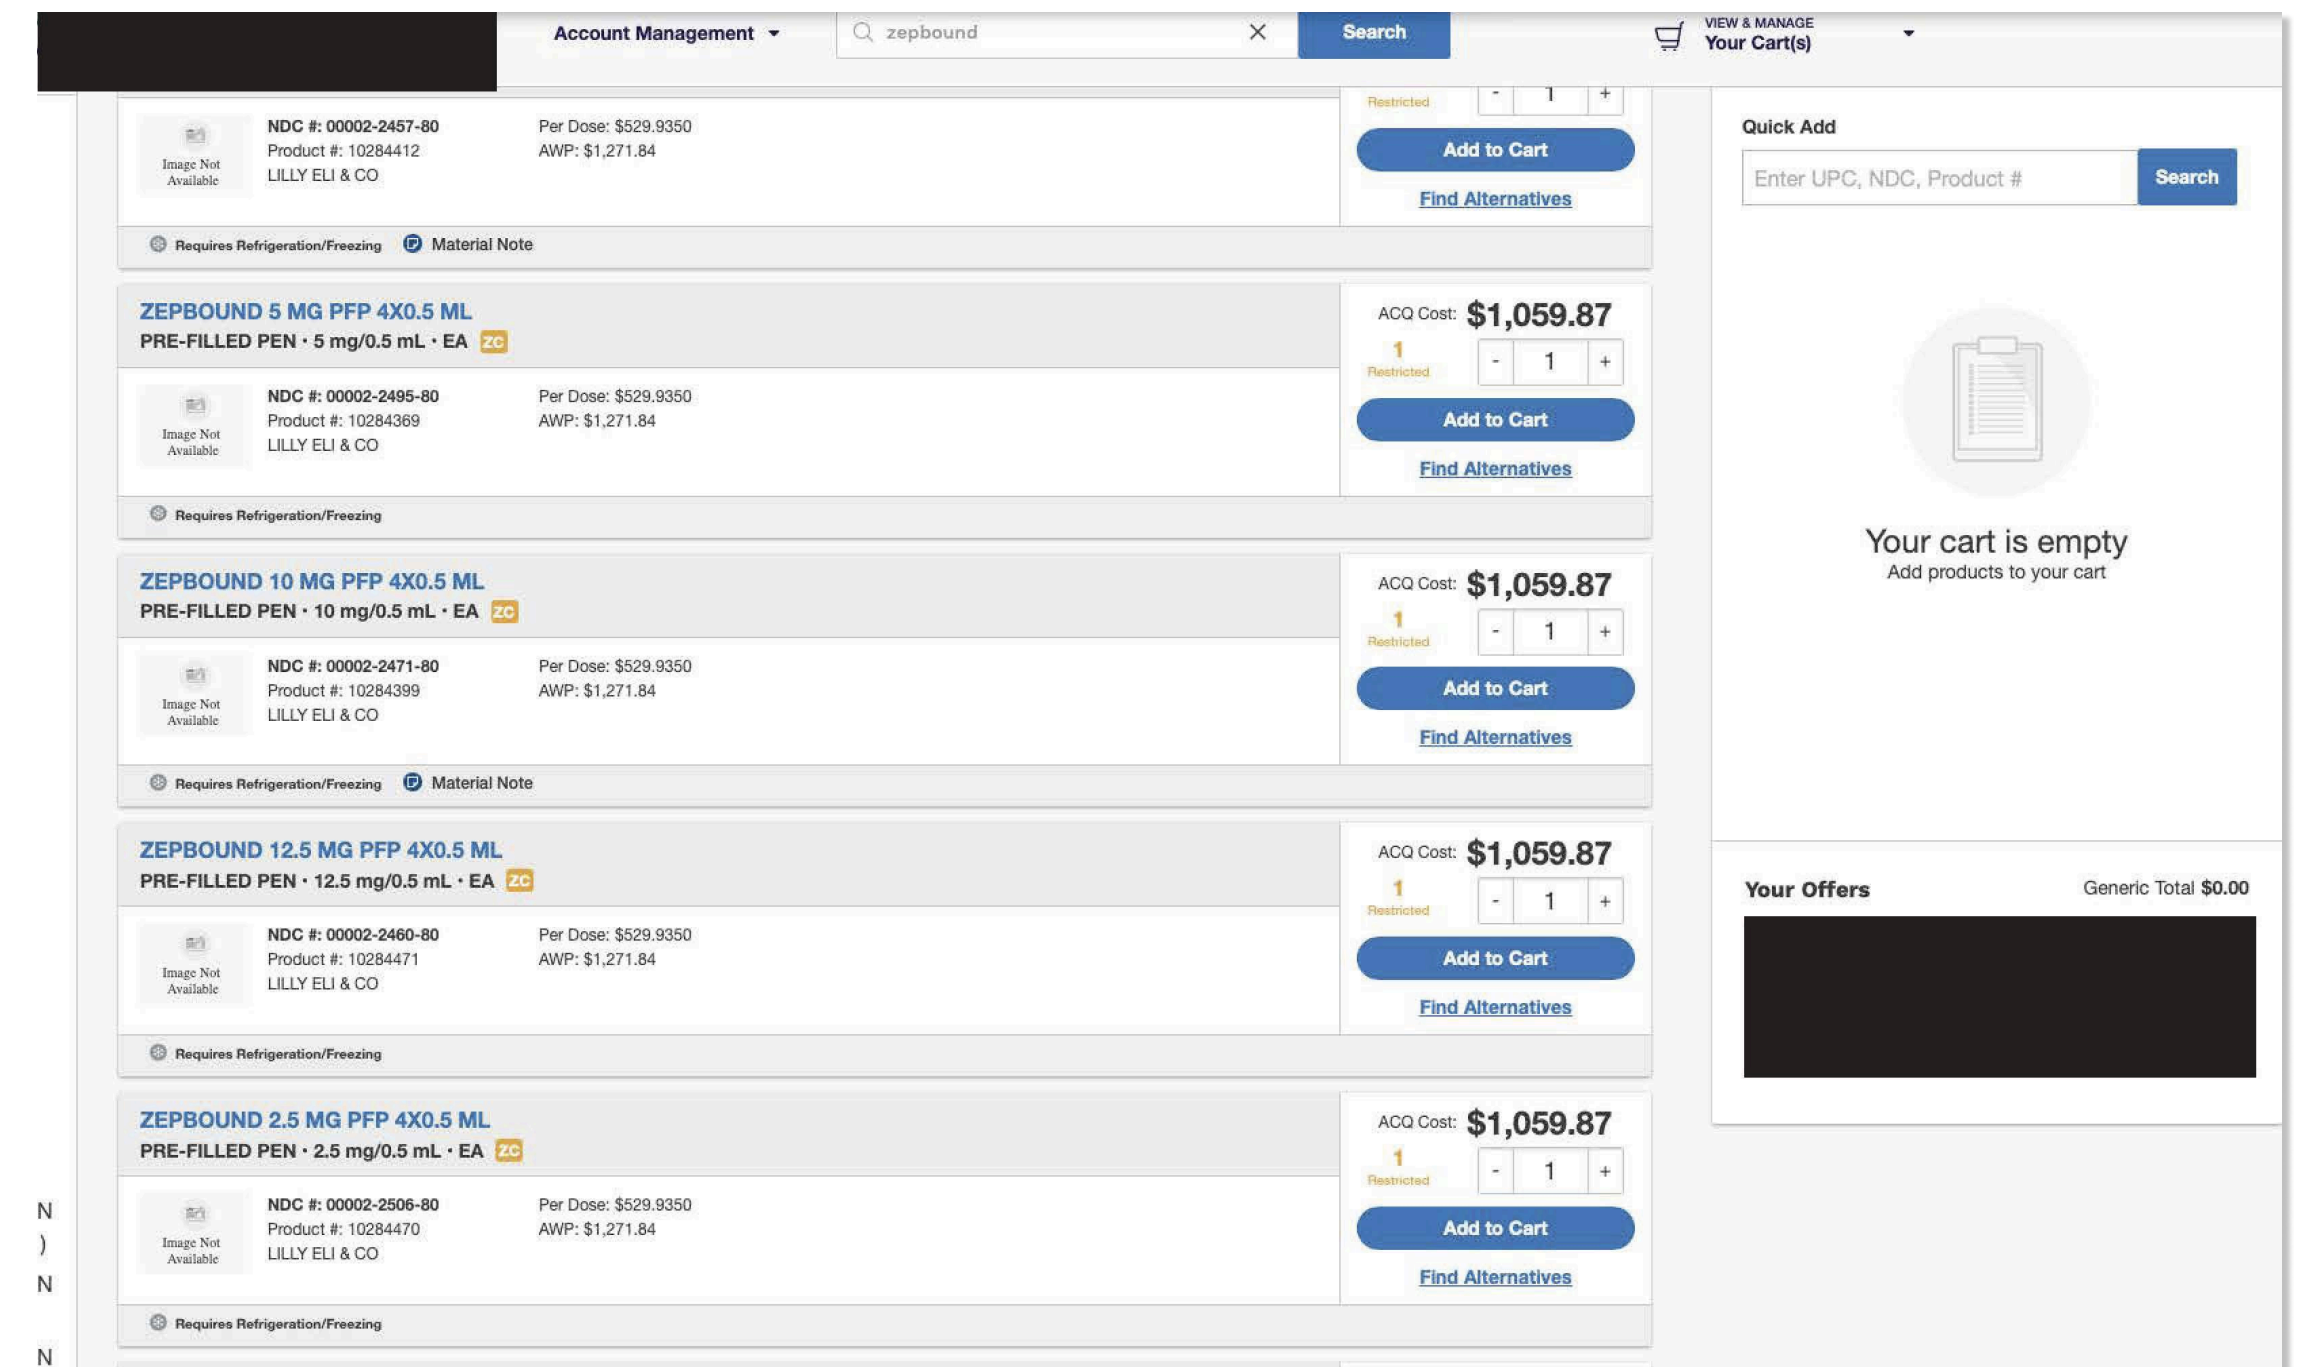 Account Management
zepbound
Search
VIEW & MANAGE
Your Cart(s)
Restricted
- 1 +
Image Not
Available
NDC #: 00002-2457-80
Product #: 10284412
LILLY ELI & CO
Per Dose: $529.9350
AWP: $1,271.84
Add to Cart
Find Alternatives
Requires Refrigeration/Freezing
Material Note
ZEPBOUND 5 MG PFP 4X0.5 ML
PRE-FILLED PEN · 5 mg/0.5 mL · EA ZC
ACQ Cost: $1,059.87
1
Restricted
- 1 +
Image Not
Available
NDC #: 00002-2495-80
Product #: 10284369
LILLY ELI & CO
Per Dose: $529.9350
AWP: $1,271.84
Add to Cart
Find Alternatives
Requires Refrigeration/Freezing
ZEPBOUND 10 MG PFP 4X0.5 ML
PRE-FILLED PEN · 10 mg/0.5 mL · EA ZC
ACQ Cost: $1,059.87
1
Restricted
- 1 +
Image Not
Available
NDC #: 00002-2471-80
Product #: 10284399
LILLY ELI & CO
Per Dose: $529.9350
AWP: $1,271.84
Add to Cart
Find Alternatives
Requires Refrigeration/Freezing
Material Note
ZEPBOUND 12.5 MG PFP 4X0.5 ML
PRE-FILLED PEN · 12.5 mg/0.5 mL · EA ZC
ACQ Cost: $1,059.87
1
Restricted
- 1 +
Image Not
Available
NDC #: 00002-2460-80
Product #: 10284471
LILLY ELI & CO
Per Dose: $529.9350
AWP: $1,271.84
Add to Cart
Find Alternatives
Requires Refrigeration/Freezing
ZEPBOUND 2.5 MG PFP 4X0.5 ML
PRE-FILLED PEN · 2.5 mg/0.5 mL · EA ZC
ACQ Cost: $1,059.87
1
Restricted
- 1 +
Image Not
Available
NDC #: 00002-2506-80
Product #: 10284470
LILLY ELI & CO
Per Dose: $529.9350
AWP: $1,271.84
Add to Cart
Find Alternatives
Requires Refrigeration/Freezing
Quick Add
Enter UPC, NDC, Product #
Search
Your cart is empty
Add products to your cart
Your Offers
Generic Total $0.00
N
)
N
N